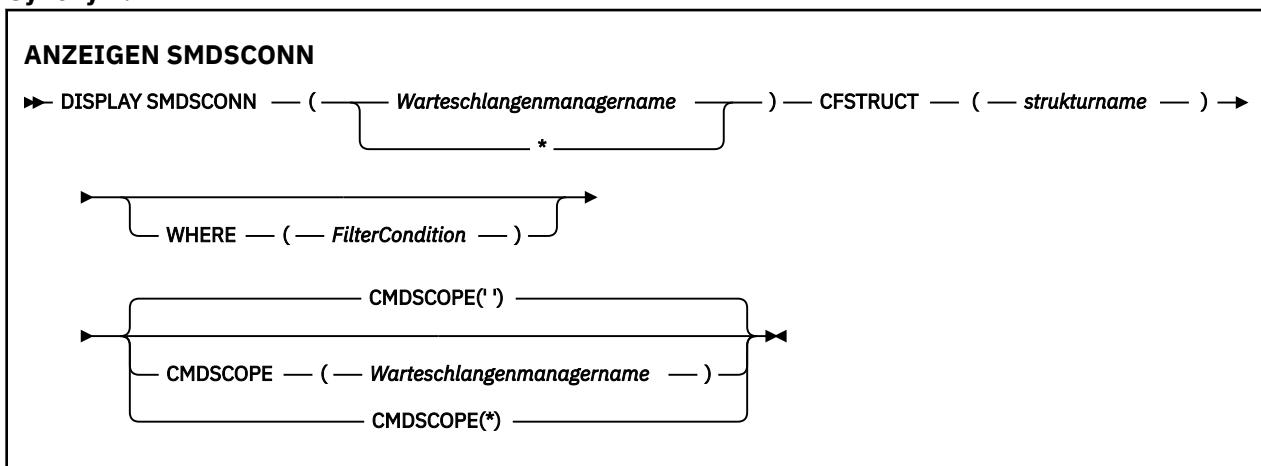 ANZEIGEN SMDSCONN
DISPLAY SMDSCONN ( Warteschlangenmanagername ) CFSTRUCT ( strukturname )
*
WHERE ( FilterCondition )
CMDSCOPE(' ')
CMDSCOPE ( Warteschlangenmanagername )
CMDSCOPE(*)